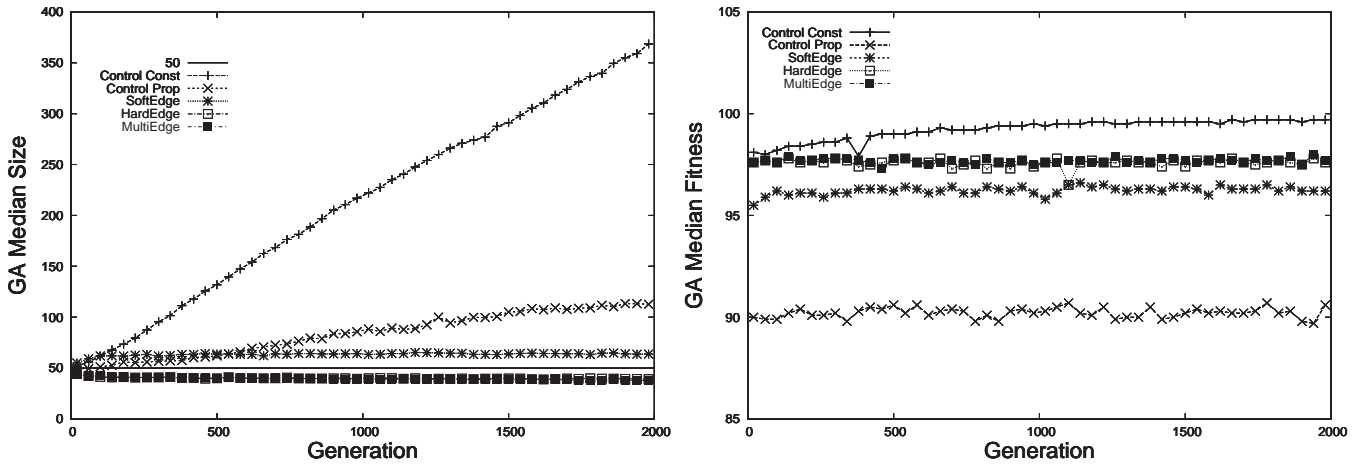 400
350
300
250
200
150
100
50
0
GA Median Size
50
Control Const
Control Prop
SoftEdge
HardEdge
MultiEdge
0
500
1000
1500
2000
Generation
105
100
95
90
85
GA Median Fitness
Control Const
Control Prop
SoftEdge
HardEdge
MultiEdge
0
500
1000
1500
2000
Generation